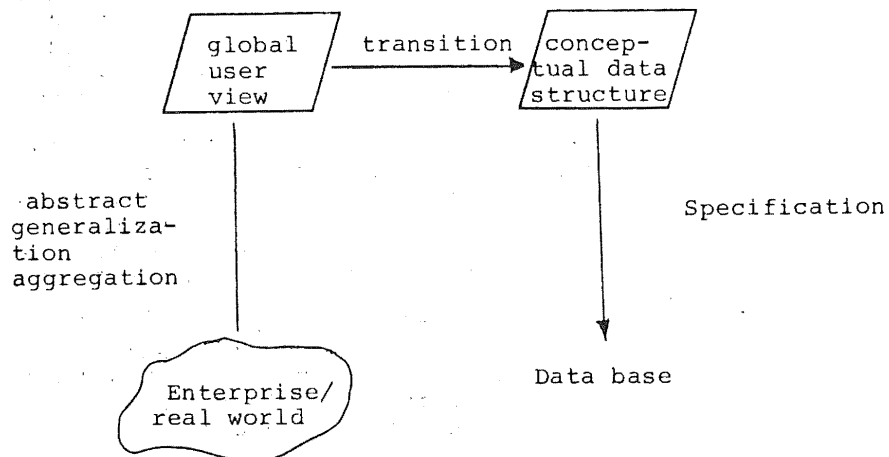 global
user
view
transition
concep-
tual data
structure
abstract
generaliza-
tion
aggregation
Specification
Enterprise/
real world
Data base